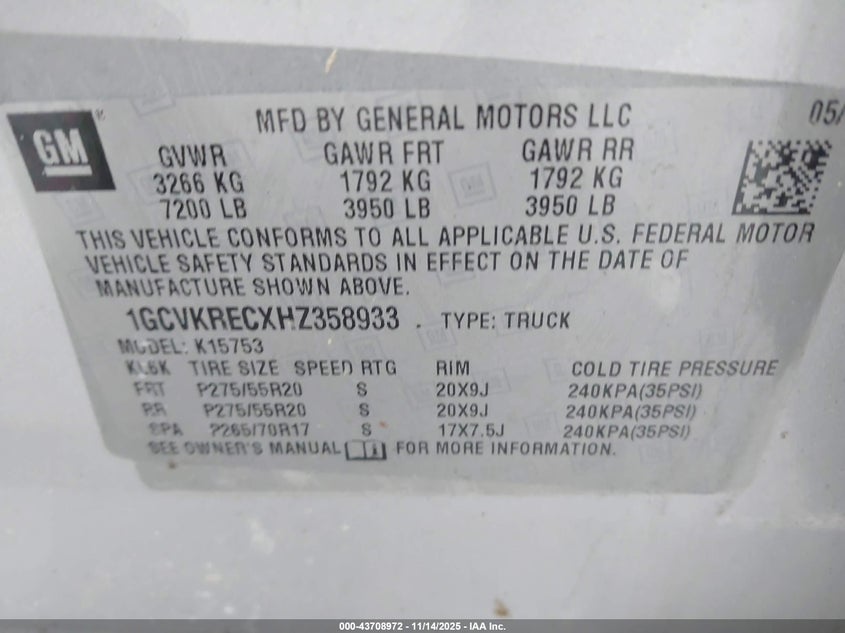 GM
MFD BY GENERAL MOTORS LLC 05/
GVWR GAWR FRT GAWR RR
3266 KG 1792 KG 1792 KG
7200 LB 3950 LB 3950 LB
THIS VEHICLE CONFORMS TO ALL APPLICABLE U.S. FEDERAL MOTOR
VEHICLE SAFETY STANDARDS IN EFFECT ON THE DATE OF
MANUFACTURE SHOWN ABOVE.
1GCVKRECXHZ358933 . TYPE: TRUCK
MODEL: K15753
TIRE SIZE SPEED RTG RIM COLD TIRE PRESSURE
FRT P275/55R20 S 20X9J 240KPA(35PSI)
RR P275/55R20 S 20X9J 240KPA(35PSI)
SPA P265/70R17 S 17X7.5J 240KPA(35PSI)
SEE OWNER'S MANUAL FOR MORE INFORMATION.
000-43708972 - 11/14/2025 - IAA Inc.